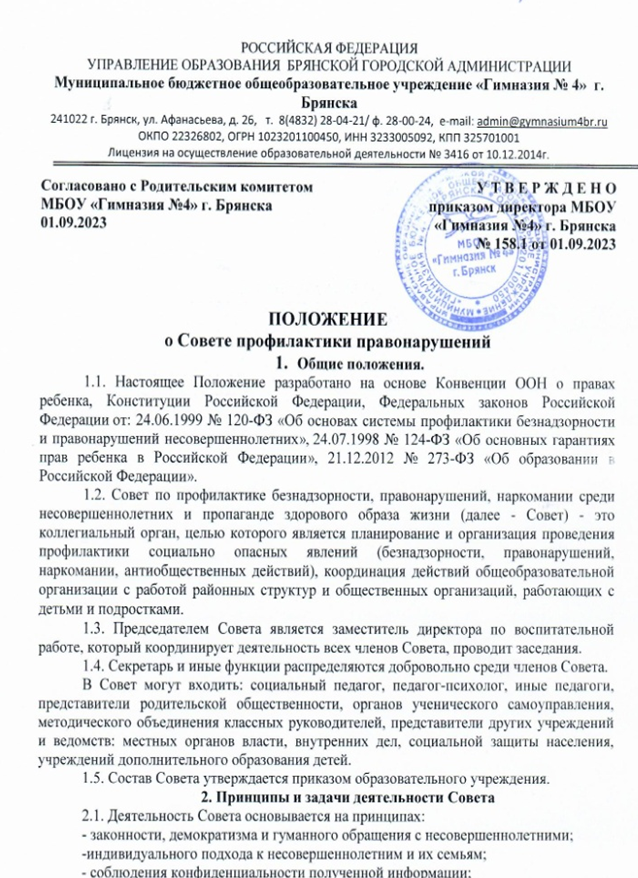 РОССИЙСКАЯ ФЕДЕРАЦИЯ
УПРАВЛЕНИЕ ОБРАЗОВАНИЯ БРЯНСКОЙ ГОРОДСКОЙ АДМИНИСТРАЦИИ
Муниципальное бюджетное общеобразовательное учреждение «Гимназия № 4» г.
Брянска
241022 г. Брянск, ул. Афанасьева, д. 26, т. 8(4832) 28-04-21/ ф. 28-00-24, e-mail: admin@gymnasium4br.ru
ОКПО 22326802, ОГРН 1023201100450, ИНН 3233005092, КПП 325701001
Лицензия на осуществление образовательной деятельности № 3416 от 10.12.2014г.
Согласовано с Родительским комитетом
МБОУ «Гимназия №4» г. Брянска
01.09.2023
У Т В Е Р Ж Д Е Н О
приказом директора МБОУ
«Гимназия №4» г. Брянска
№ 158.1 от 01.09.2023
МБОУ
«Гимназия № 4»
г. Брянск
ПОЛОЖЕНИЕ
о Совете профилактики правонарушений
1. Общие положения.
1.1. Настоящее Положение разработано на основе Конвенции ООН о правах
ребенка, Конституции Российской Федерации, Федеральных законов Российской
Федерации от: 24.06.1999 № 120-ФЗ «Об основах системы профилактики безнадзорности
и правонарушений несовершеннолетних», 24.07.1998 № 124-ФЗ «Об основных гарантиях
прав ребенка в Российской Федерации», 21.12.2012 № 273-ФЗ «Об образовании в
Российской Федерации».
1.2. Совет по профилактике безнадзорности, правонарушений, наркомании среди
несовершеннолетних и пропаганде здорового образа жизни (далее - Совет) - это
коллегиальный орган, целью которого является планирование и организация проведения
профилактики социально опасных явлений (безнадзорности, правонарушений,
наркомании, антиобщественных действий), координация действий общеобразовательной
организации с работой районных структур и общественных организаций, работающих с
детьми и подростками.
1.3. Председателем Совета является заместитель директора по воспитательной
работе, который координирует деятельность всех членов Совета, проводит заседания.
1.4. Секретарь и иные функции распределяются добровольно среди членов Совета.
В Совет могут входить: социальный педагог, педагог-психолог, иные педагоги,
представители родительской общественности, органов ученического самоуправления,
методического объединения классных руководителей, представители других учреждений
и ведомств: местных органов власти, внутренних дел, социальной защиты населения,
учреждений дополнительного образования детей.
1.5. Состав Совета утверждается приказом образовательного учреждения.
2. Принципы и задачи деятельности Совета
2.1. Деятельность Совета основывается на принципах:
- законности, демократизма и гуманного обращения с несовершеннолетними;
-индивидуального подхода к несовершеннолетним и их семьям;
- соблюдения конфиденциальности полученной информации;